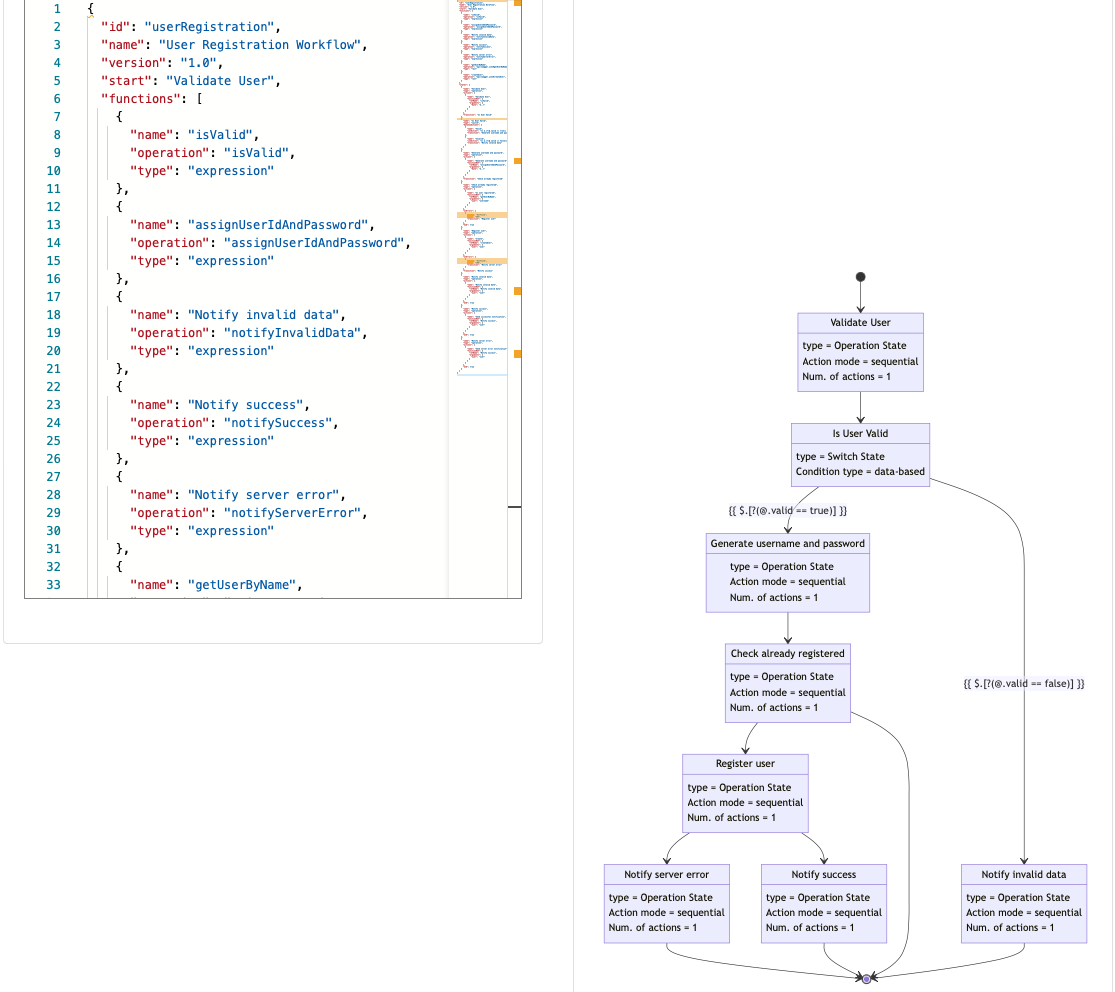 1 {
2 "id": "userRegistration",
3 "name": "User Registration Workflow",
4 "version": "1.0",
5 "start": "Validate User",
6 "functions": [
7 {
8 "name": "isValid",
9 "operation": "isValid",
10 "type": "expression"
11 },
12 {
13 "name": "assignUserIdAndPassword",
14 "operation": "assignUserIdAndPassword",
15 "type": "expression"
16 },
17 {
18 "name": "Notify invalid data",
19 "operation": "notifyInvalidData",
20 "type": "expression"
21 },
22 {
23 "name": "Notify success",
24 "operation": "notifySuccess",
25 "type": "expression"
26 },
27 {
28 "name": "Notify server error",
29 "operation": "notifyServerError",
30 "type": "expression"
31 },
32 {
33 "name": "getUserByName",
Validate User
type = Operation State
Action mode = sequential
Num. of actions = 1
Is User Valid
type = Switch State
Condition type = data-based
{{ $.[?(@.valid == true)] }}
Generate username and password
type = Operation State
Action mode = sequential
Num. of actions = 1
Check already registered
type = Operation State
Action mode = sequential
Num. of actions = 1
{{ $.[?(@.valid == false)] }}
Register user
type = Operation State
Action mode = sequential
Num. of actions = 1
Notify server error
type = Operation State
Action mode = sequential
Num. of actions = 1
Notify success
type = Operation State
Action mode = sequential
Num. of actions = 1
Notify invalid data
type = Operation State
Action mode = sequential
Num. of actions = 1